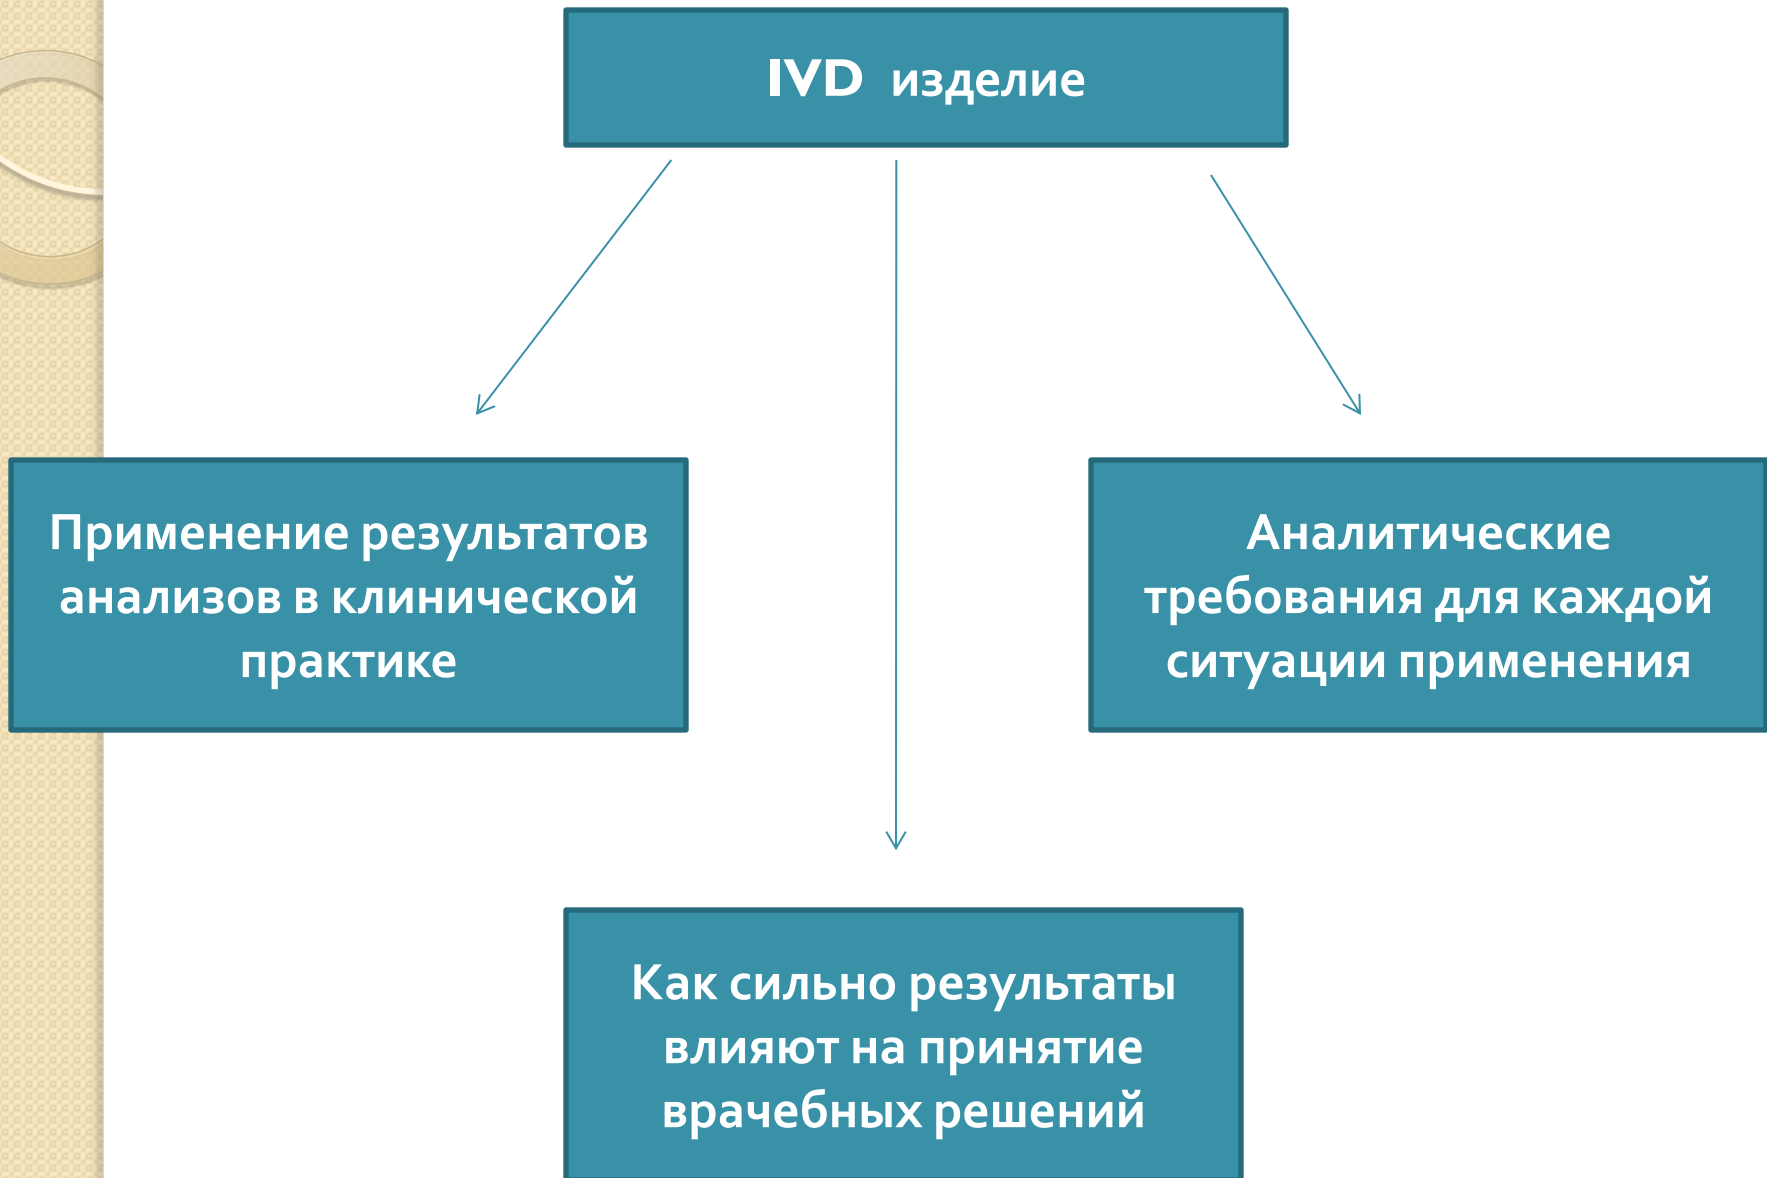 IVD изделие
Применение результатов
анализов в клинической
практике
Аналитические
требования для каждой
ситуации применения
Как сильно результаты
влияют на принятие
врачебных решений